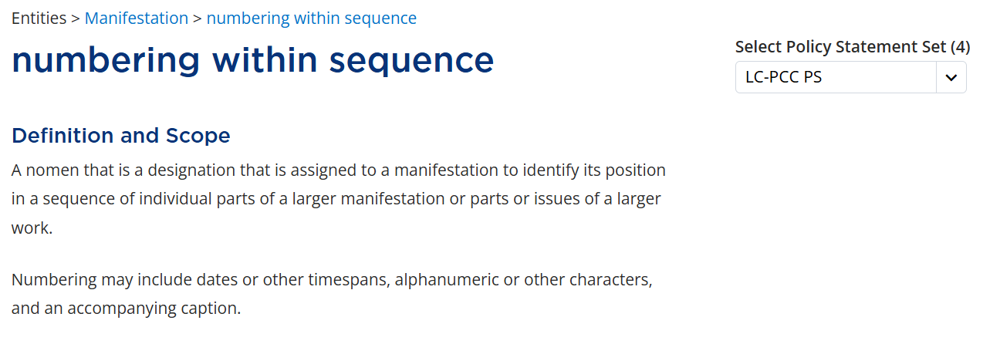 Entities > Manifestation > numbering within sequence
numbering within sequence
Select Policy Statement Set (4)
LC-PCC PS
Definition and Scope
A nomen that is a designation that is assigned to a manifestation to identify its position
in a sequence of individual parts of a larger manifestation or parts or issues of a larger
work.
Numbering may include dates or other timespans, alphanumeric or other characters,
and an accompanying caption.